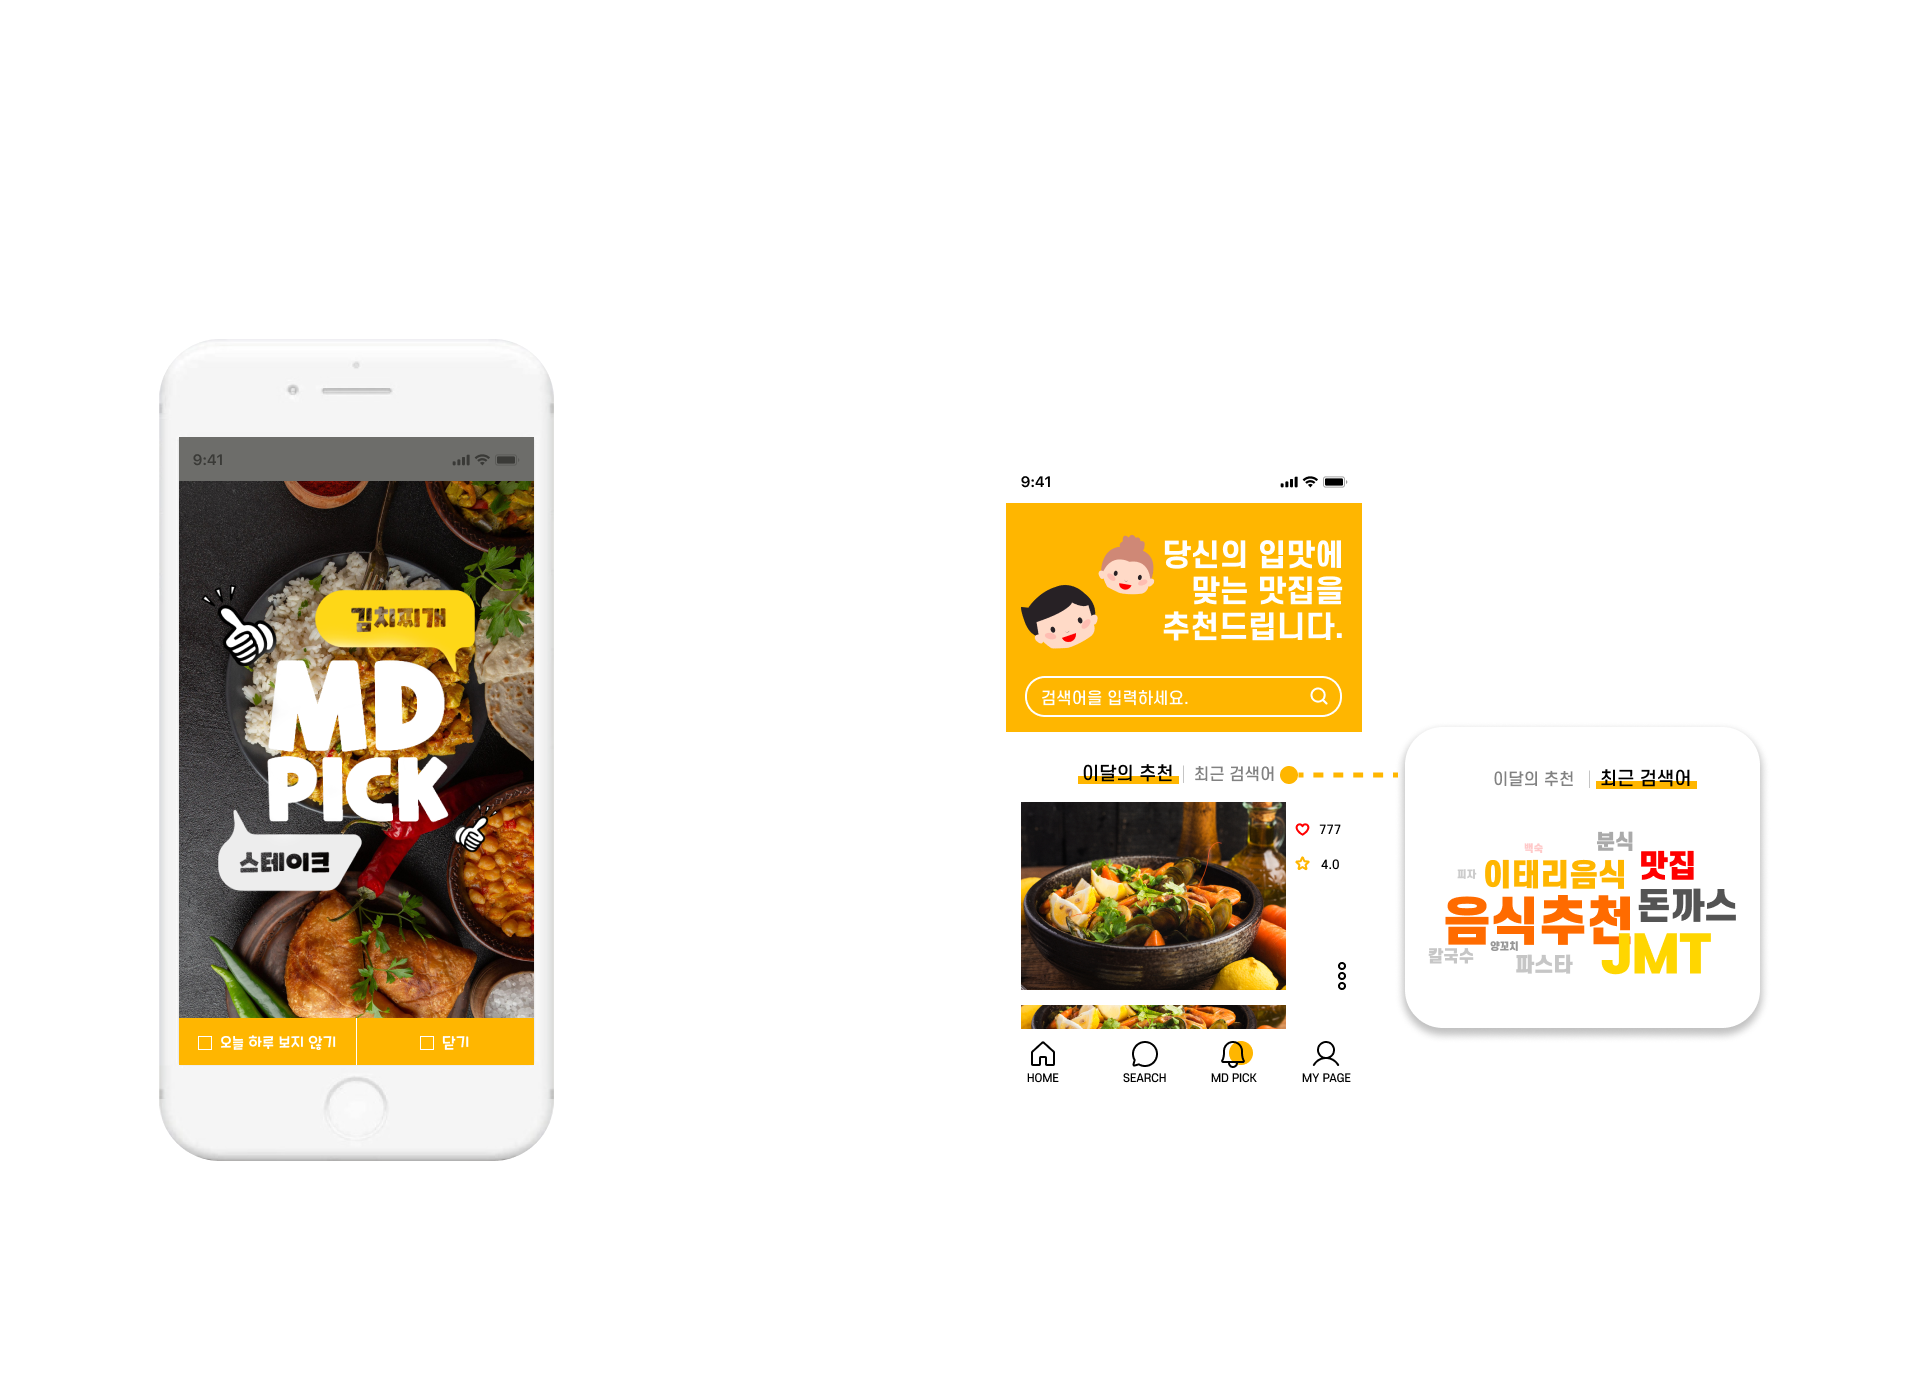 9:41
김치찌개
MD
PICK
스테이크
오늘 하루 보지 않기
닫기
9:41
당신의 입맛에
맞는 맛집을
추천드립니다.
검색어을 입력하세요.
이달의 추천
최근 검색어
777
4.0
HOME
SEARCH
MD PICK
MY PAGE
이달의 추천
최근 검색어
분식
백숙
맛집
피자
이태리음식
음식추천
돈까스
양꼬치
JMT
칼국수
파스타